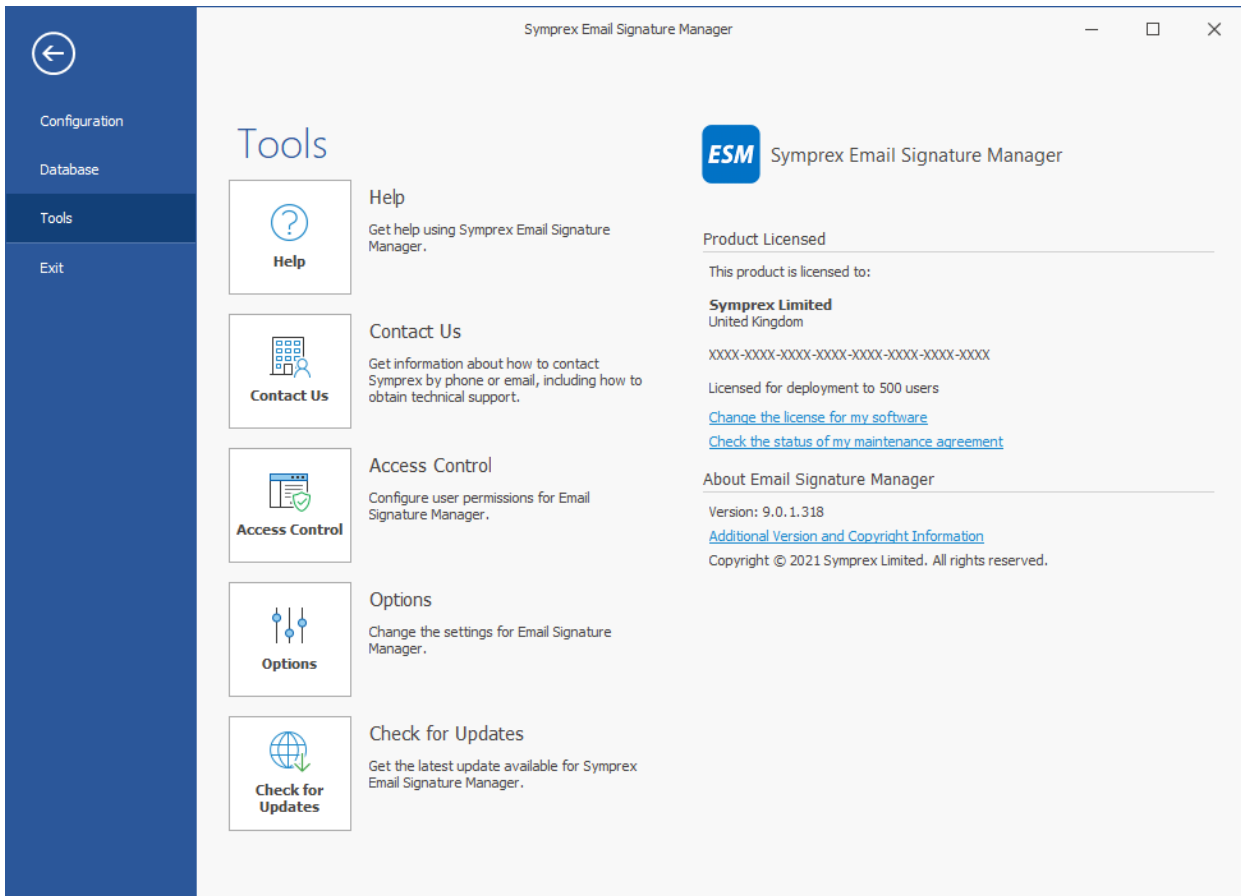 Symprex Email Signature Manager
Configuration
Database
Tools
Exit
Tools
Help
Help
Get help using Symprex Email Signature
Manager.
Contact Us
Contact Us
Get information about how to contact
Symprex by phone or email, including how to
obtain technical support.
Access Control
Access Control
Configure user permissions for Email
Signature Manager.
Options
Options
Change the settings for Email Signature
Manager.
Check for
Updates
Check for Updates
Get the latest update available for Symprex
Email Signature Manager.
ESM
Symprex Email Signature Manager
Product Licensed
This product is licensed to:
Symprex Limited
United Kingdom
XXXX-XXXX-XXXX-XXXX-XXXX-XXXX-XXXX-XXXX
Licensed for deployment to 500 users
Change the license for my software
Check the status of my maintenance agreement
About Email Signature Manager
Version: 9.0.1.318
Additional Version and Copyright Information
Copyright © 2021 Symprex Limited. All rights reserved.